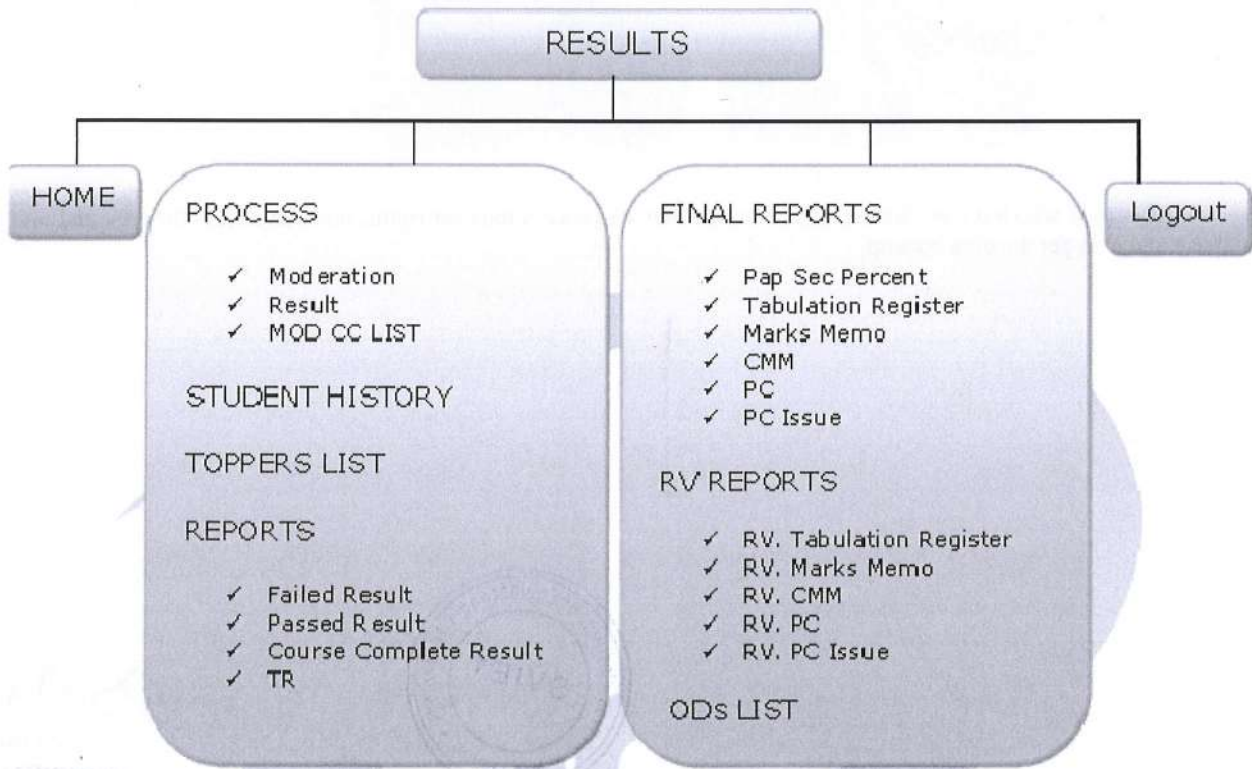 RESULTS
HOME
PROCESS
✓ Moderation
✓ Result
✓ MOD CC LIST
STUDENT HISTORY
TOPPERS LIST
REPORTS
✓ Failed Result
✓ Passed Result
✓ Course Complete Result
✓ TR
FINAL REPORTS
✓ Pap Sec Percent
✓ Tabulation Register
✓ Marks Memo
✓ CMM
✓ PC
✓ PC Issue
RV REPORTS
✓ RV. Tabulation Register
✓ RV. Marks Memo
✓ RV. CMM
✓ RV. PC
✓ RV. PC Issue
ODs LIST
Logout